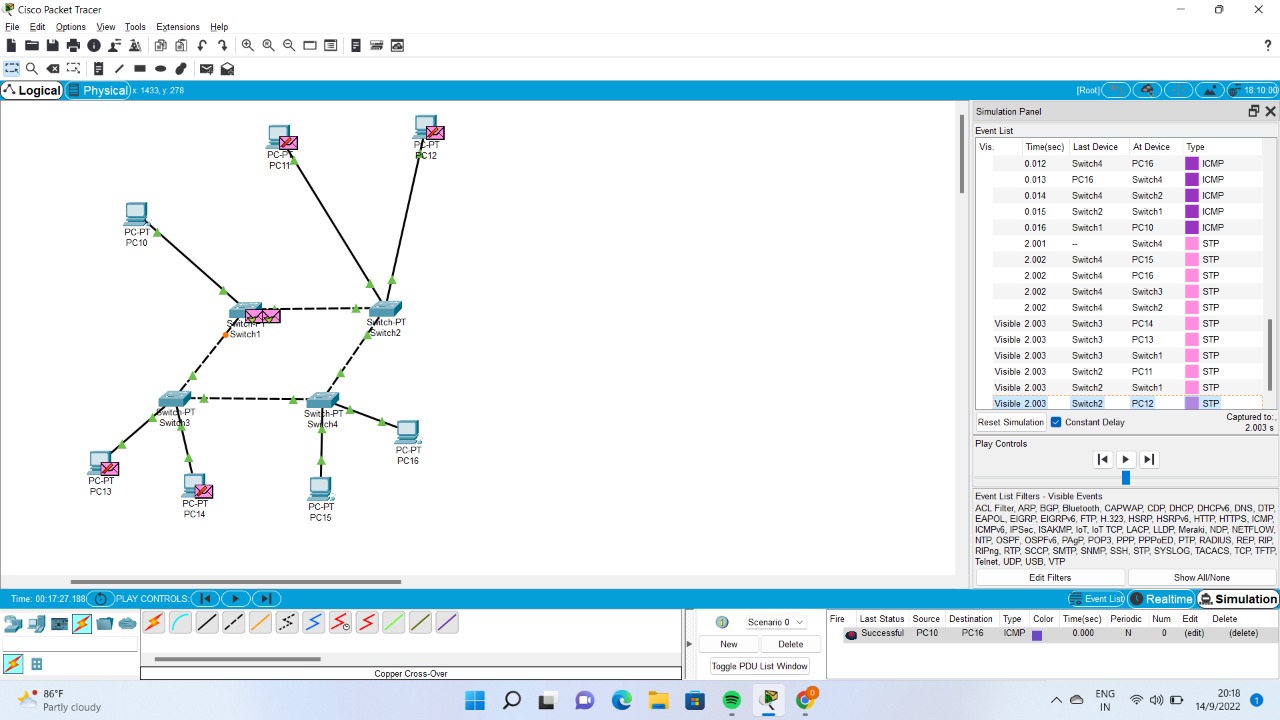 Cisco Packet Tracer
File Edit Options View Tools Extensions Help
?
Logical Physical x: 1433, y: 278 [Root] 18:10:00
PC-PT
PC11
PC-PT
PC12
PC-PT
PC10
Switch-PT
Switch1
Switch-PT
Switch2
Switch-PT
Switch3
Switch-PT
Switch4
PC-PT
PC16
PC-PT
PC13
PC-PT
PC14
PC-PT
PC15
Simulation Panel
Event List
Vis. Time(sec) Last Device At Device Type
0.012 Switch4 PC16 ICMP
0.013 PC16 Switch4 ICMP
0.014 Switch4 Switch2 ICMP
0.015 Switch2 Switch1 ICMP
0.016 Switch1 PC10 ICMP
2.001 -- Switch4 STP
2.002 Switch4 PC15 STP
2.002 Switch4 PC16 STP
2.002 Switch4 Switch3 STP
2.002 Switch4 Switch2 STP
Visible 2.003 Switch3 PC14 STP
Visible 2.003 Switch3 PC13 STP
Visible 2.003 Switch3 Switch1 STP
Visible 2.003 Switch2 PC11 STP
Visible 2.003 Switch2 Switch1 STP
Visible 2.003 Switch2 PC12 STP
Reset Simulation Constant Delay Captured to:
2.003 s
Play Controls
Event List Filters - Visible Events
ACL Filter, ARP, BGP, Bluetooth, CAPWAP, CDP, DHCP, DHCPv6, DNS, DTP,
EAPOL, EIGRP, EIGRPv6, FTP, H.323, HSRP, HSRPv6, HTTP, HTTPS, ICMP,
ICMPv6, IPSec, ISAKMP, IoT, IoT TCP, LACP, LLDP, Meraki, NDP, NETFLOW,
NTP, OSPF, OSPFv6, PAgP, POP3, PPP, PPPoED, PTP, RADIUS, REP, RIP,
RIPng, RTP, SCCP, SMTP, SNMP, SSH, STP, SYSLOG, TACACS, TCP, TFTP,
Telnet, UDP, USB, VTP
Edit Filters Show All/None
Time: 00:17:27.188 PLAY CONTROLS: Event List Realtime Simulation
Copper Cross-Over
Scenario 0
New Delete
Toggle PDU List Window
Fire Last Status Source Destination Type Color Time(sec) Periodic Num Edit Delete
Successful PC10 PC16 ICMP 0.000 N 0 (edit) (delete)
86°F
Partly cloudy
D
ENG
IN
20:18
14/9/2022
1